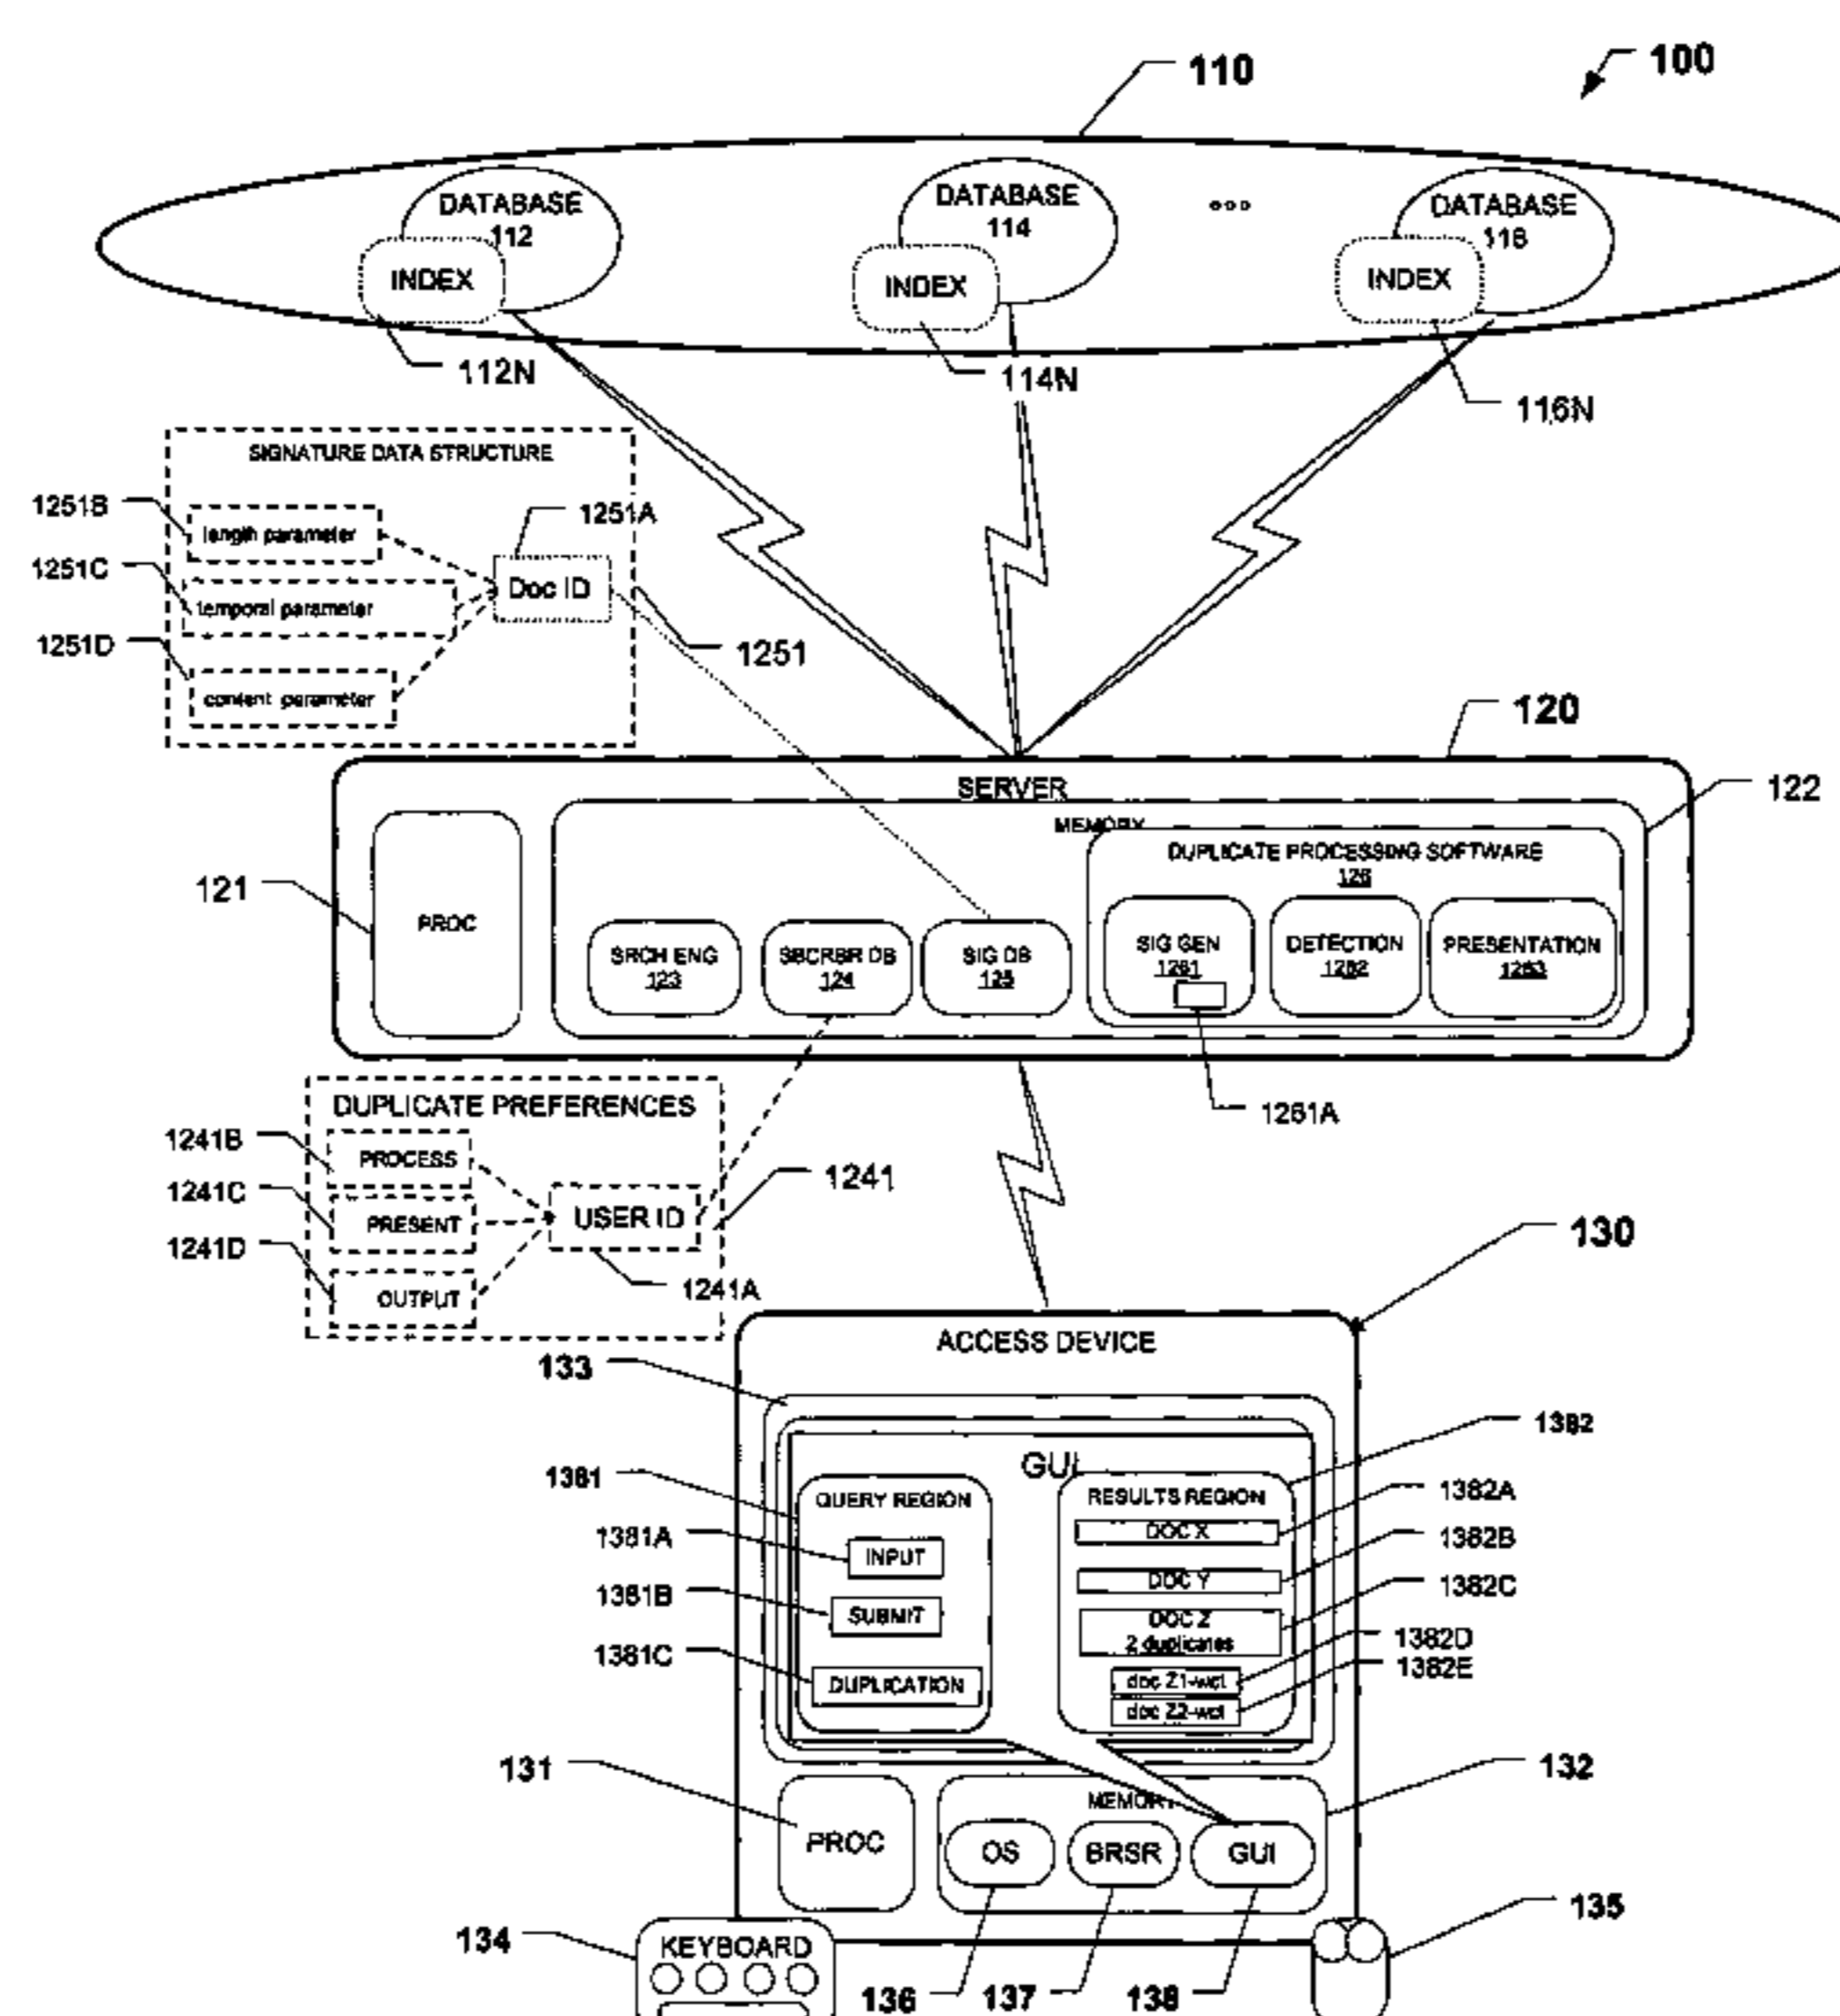 100
110
DATABASE
112
INDEX
112N
DATABASE
114
INDEX
114N
DATABASE
116
INDEX
116N
SIGNATURE DATA STRUCTURE
1251B
length parameter
1251C
temporal parameter
1251D
content parameter
1251A
Doc ID
1251
120
SERVER
122
MEMORY
DUPLICATE PROCESSING SOFTWARE
126
121
PROC
SRCH ENG
123
SBCRBR DB
124
SIG DB
125
SIG GEN
1261
DETECTION
1262
PRESENTATION
1263
1261A
DUPLICATE PREFERENCES
1241B
PROCESS
1241C
PRESENT
1241D
OUTPUT
USER ID
1241A
1241
130
ACCESS DEVICE
133
GUI
1381
QUERY REGION
1381A
INPUT
1381B
SUBMIT
1381C
DUPLICATION
1382
RESULTS REGION
DOC X
1382A
DOC Y
1382B
DOC Z
2 duplicates
1382C
doc Z1-wct
1382D
doc Z2-wct
1382E
131
PROC
132
MEMORY
OS
BRSR
GUI
134
KEYBOARD
135
136
137
138